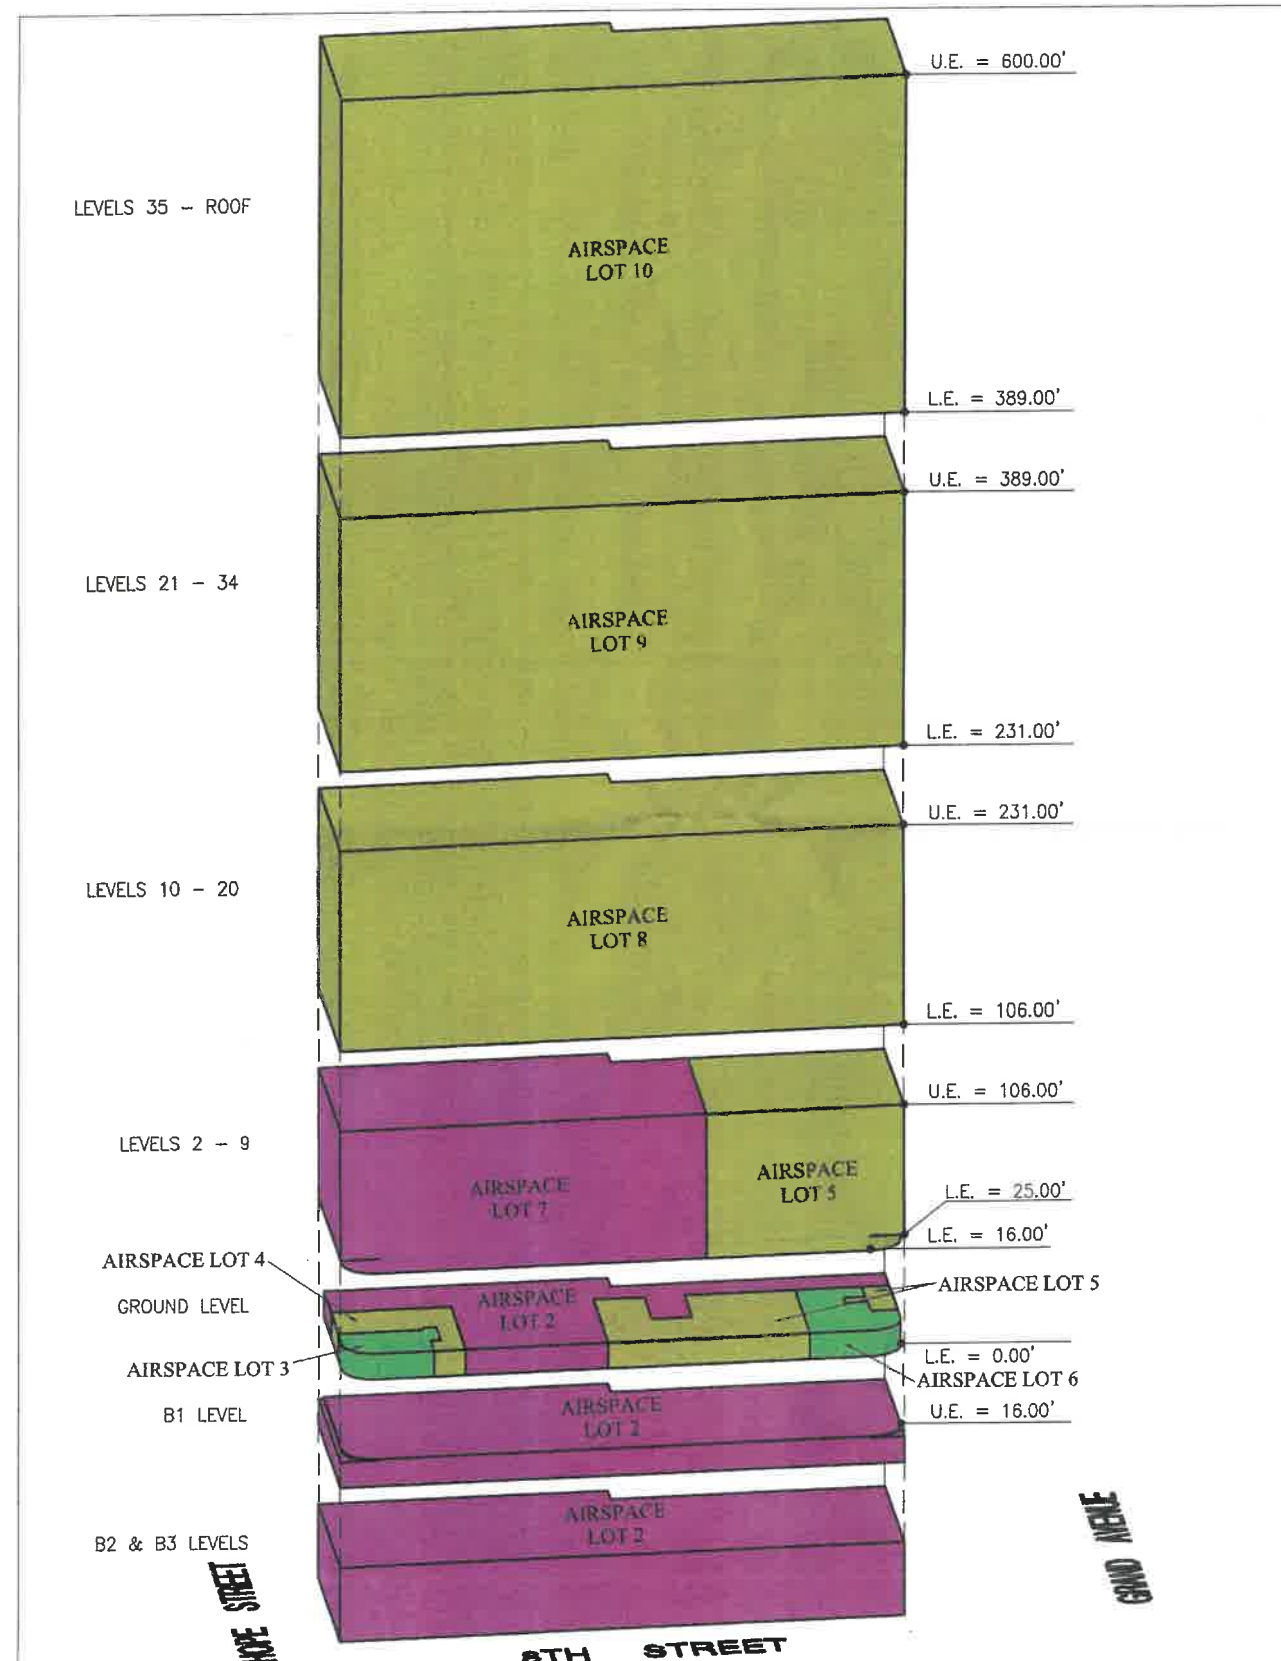 U.E. = 600.00'
LEVELS 35 - ROOF
AIRSPACE
LOT 10
L.E. = 389.00'
U.E. = 389.00'
LEVELS 21 - 34
AIRSPACE
LOT 9
L.E. = 231.00'
U.E. = 231.00'
LEVELS 10 - 20
AIRSPACE
LOT 8
L.E. = 106.00'
U.E. = 106.00'
LEVELS 2 - 9
AIRSPACE
LOT 7
AIRSPACE
LOT 5
L.E. = 25.00'
L.E. = 16.00'
AIRSPACE LOT 4
AIRSPACE LOT 5
GROUND LEVEL
AIRSPACE
LOT 2
L.E. = 0.00'
AIRSPACE LOT 3
AIRSPACE LOT 6
B1 LEVEL
AIRSPACE
LOT 2
U.E. = 16.00'
B2 & B3 LEVELS
AIRSPACE
LOT 2
HOPE STREET
GRAND AVENUE
8TH STREET